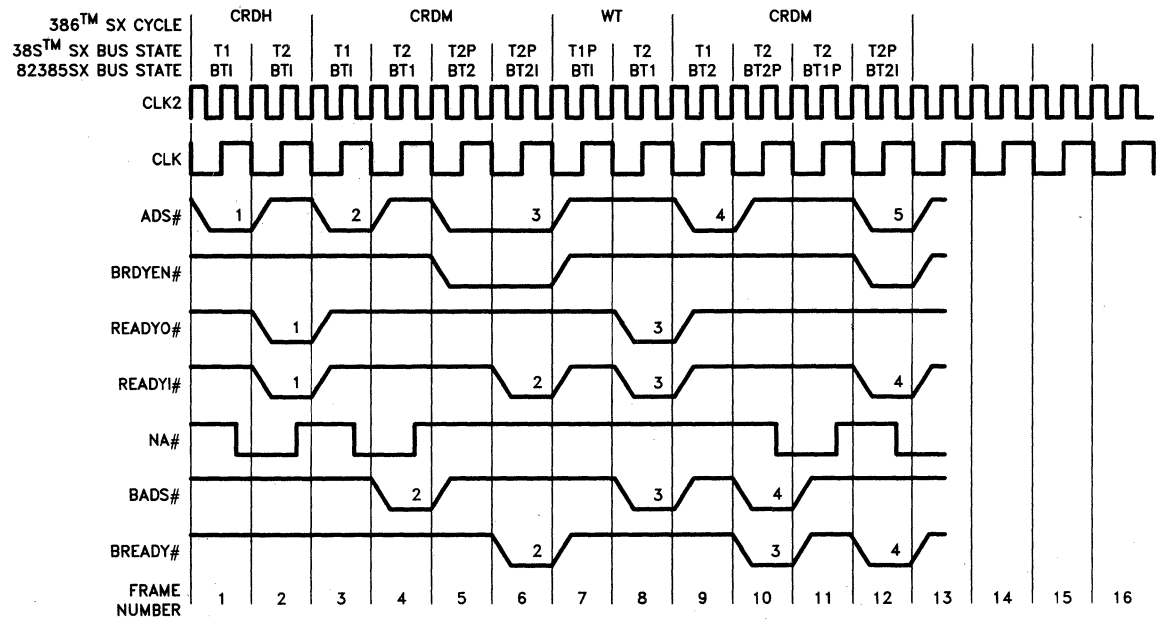 386™ SX CYCLE CRDH CRDM WT CRDM
38S™ SX BUS STATE T1 T2 T1 T2 T2P T2P T1P T2 T1 T2 T2 T2P
82385SX BUS STATE BTI BTI BTI BT1 BT2 BT2I BTI BT1 BT2 BT2P BT1P BT2I
CLK2
CLK
ADS# 1 2 3 4 5
BRDYEN#
READYO# 1 3
READYI# 1 2 3 4
NA#
BADS# 2 3 4
BREADY# 2 3 4
FRAME
NUMBER 1 2 3 4 5 6 7 8 9 10 11 12 13 14 15 16